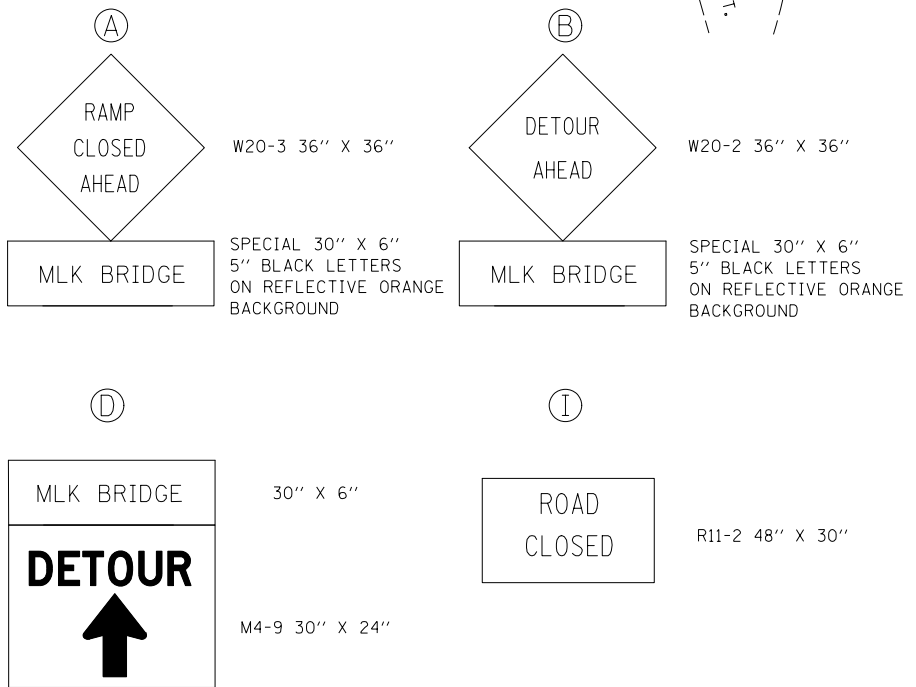 T.
A
RAMP
CLOSED
AHEAD
W20-3 36'' X 36''
MLK BRIDGE
SPECIAL 30'' X 6''
5'' BLACK LETTERS
ON REFLECTIVE ORANGE
BACKGROUND
B
DETOUR
AHEAD
W20-2 36'' X 36''
MLK BRIDGE
SPECIAL 30'' X 6''
5'' BLACK LETTERS
ON REFLECTIVE ORANGE
BACKGROUND
D
MLK BRIDGE
30'' X 6''
DETOUR
M4-9 30'' X 24''
I
ROAD
CLOSED
R11-2 48'' X 30''